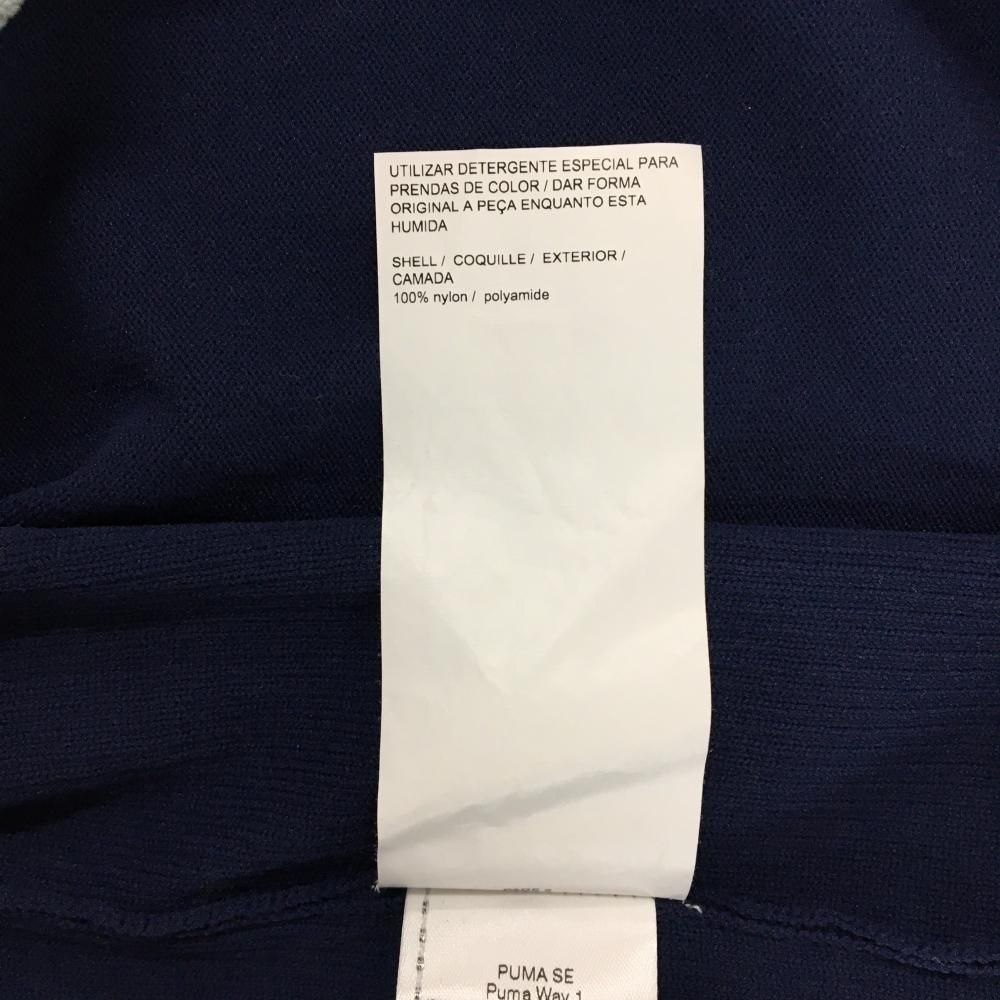 UTILIZAR DETERGENTE ESPECIAL PARA
PRENDAS DE COLOR / DAR FORMA
ORIGINAL A PEÇA ENQUANTO ESTA
HUMIDA
SHELL / COQUILLE / EXTERIOR /
CAMADA
100% nylon / polyamide
PUMA SE
Puma Way 1